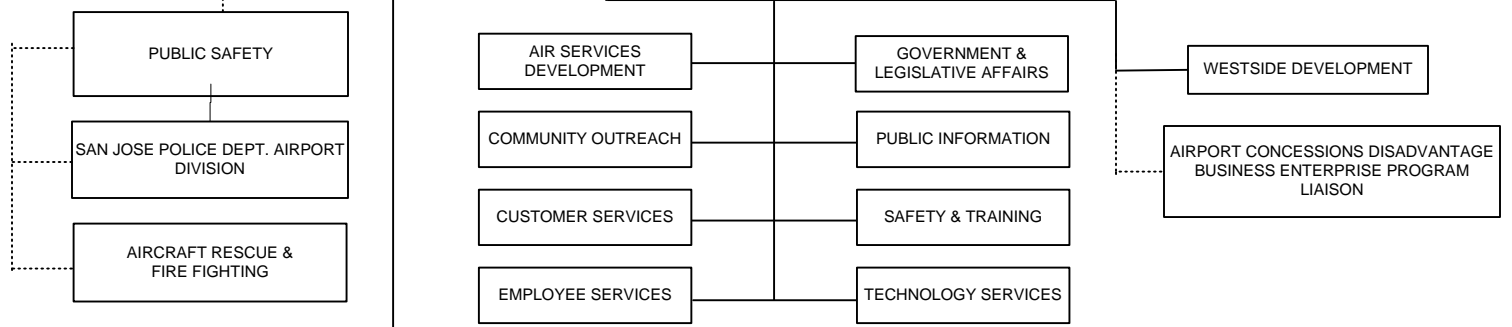 PUBLIC SAFETY
SAN JOSE POLICE DEPT. AIRPORT
DIVISION
AIRCRAFT RESCUE &
FIRE FIGHTING
AIR SERVICES
DEVELOPMENT
COMMUNITY OUTREACH
CUSTOMER SERVICES
EMPLOYEE SERVICES
GOVERNMENT &
LEGISLATIVE AFFAIRS
PUBLIC INFORMATION
SAFETY & TRAINING
TECHNOLOGY SERVICES
WESTSIDE DEVELOPMENT
AIRPORT CONCESSIONS DISADVANTAGE
BUSINESS ENTERPRISE PROGRAM
LIAISON